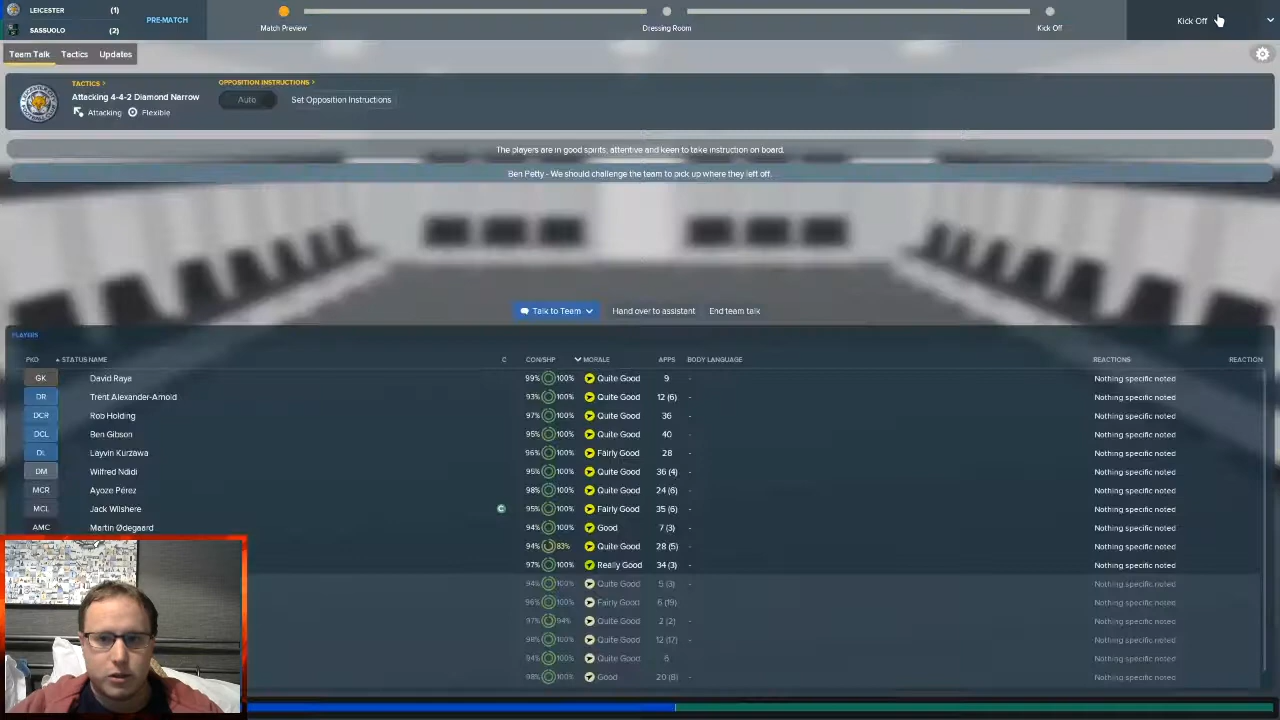 LEICESTER (1)
SASSUOLO (2)
PRE-MATCH
Match Preview
Dressing Room
Kick Off
Kick Off
Team Talk Tactics Updates
TACTICS >
Attacking 4-4-2 Diamond Narrow
Attacking Flexible
OPPOSITION INSTRUCTIONS >
Auto Set Opposition Instructions
The players are in good spirits, attentive and keen to take instruction on board.
Ben Petty - We should challenge the team to pick up where they left off.
Talk to Team Hand over to assistant End team talk
PLAYERS
PKD STATUS NAME C CON/SHP MORALE APPS BODY LANGUAGE REACTIONS REACTION
GK David Raya 99% 100% Quite Good 9 - Nothing specific noted
DR Trent Alexander-Arnold 93% 100% Quite Good 12 (6) - Nothing specific noted
DCR Rob Holding 97% 100% Quite Good 36 - Nothing specific noted
DCL Ben Gibson 95% 100% Quite Good 40 - Nothing specific noted
DL Layvin Kurzawa 96% 100% Fairly Good 28 - Nothing specific noted
DM Wilfred Ndidi 95% 100% Quite Good 36 (4) - Nothing specific noted
MCR Ayoze Pérez 98% 100% Quite Good 24 (6) - Nothing specific noted
MCL Jack Wilshere C 95% 100% Fairly Good 35 (6) - Nothing specific noted
AMC Martin Ødegaard 94% 100% Good 7 (3) - Nothing specific noted
94% 83% Quite Good 28 (5) - Nothing specific noted
97% 100% Really Good 34 (3) - Nothing specific noted
94% 100% Quite Good 5 (3) - Nothing specific noted
96% 100% Fairly Good 6 (19) - Nothing specific noted
97% 94% Quite Good 2 (2) - Nothing specific noted
98% 100% Quite Good 12 (17) - Nothing specific noted
94% 100% Quite Good 6 - Nothing specific noted
98% 100% Good 20 (8) - Nothing specific noted